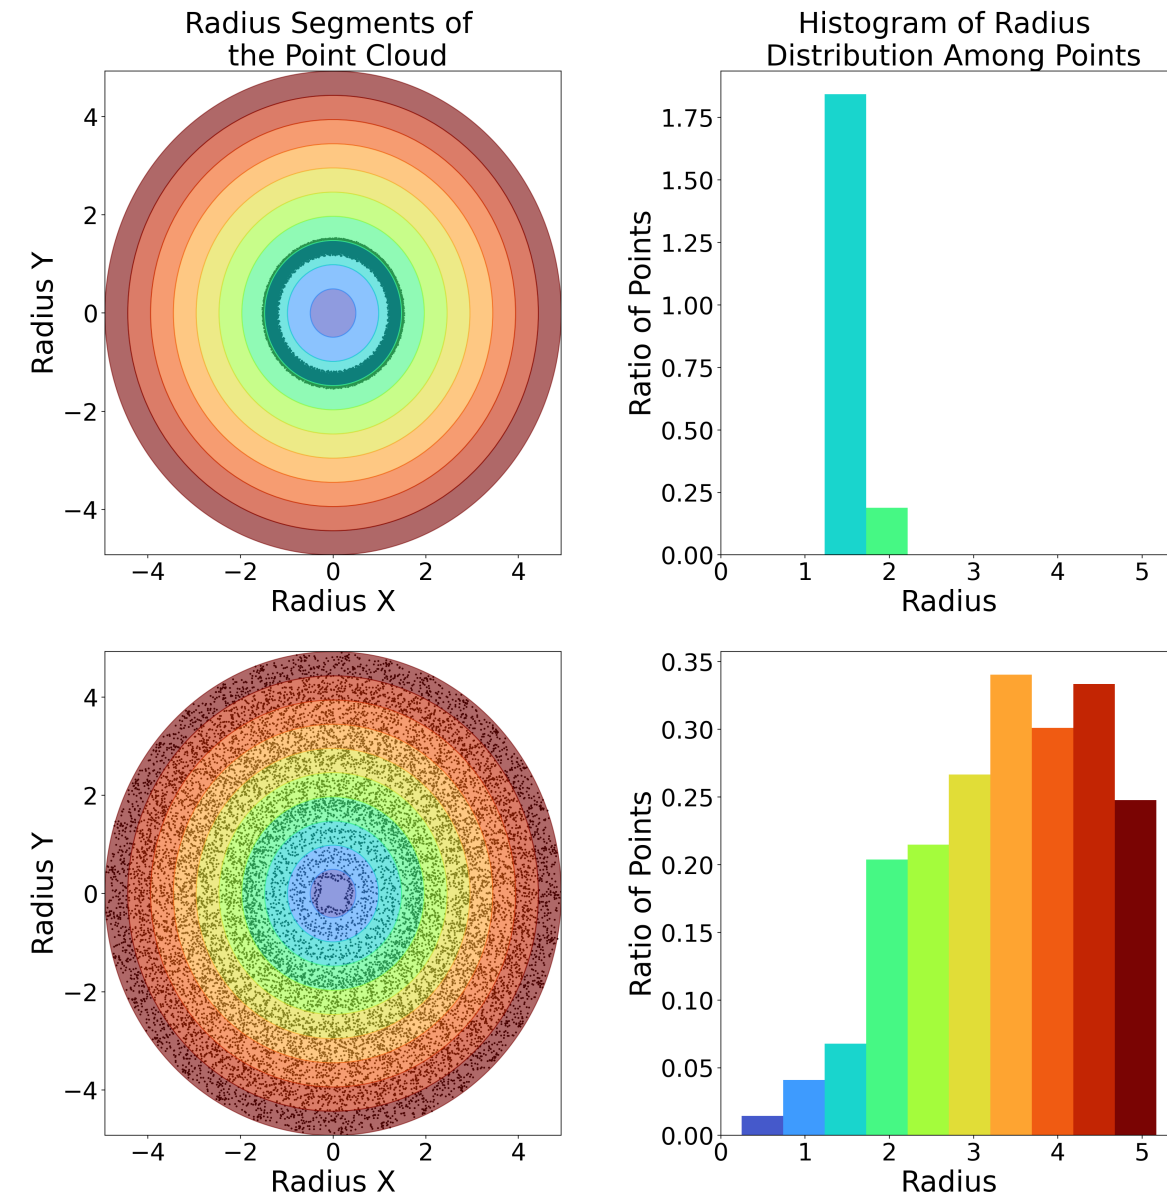 Radius Segments of
the Point Cloud
Histogram of Radius
Distribution Among Points
Radius Y
4
2
0
−2
−4
−4 −2 0 2 4
Radius X
Ratio of Points
1.75
1.50
1.25
1.00
0.75
0.50
0.25
0.00
0 1 2 3 4 5
Radius
Radius Y
4
2
0
−2
−4
−4 −2 0 2 4
Radius X
Ratio of Points
0.35
0.30
0.25
0.20
0.15
0.10
0.05
0.00
0 1 2 3 4 5
Radius